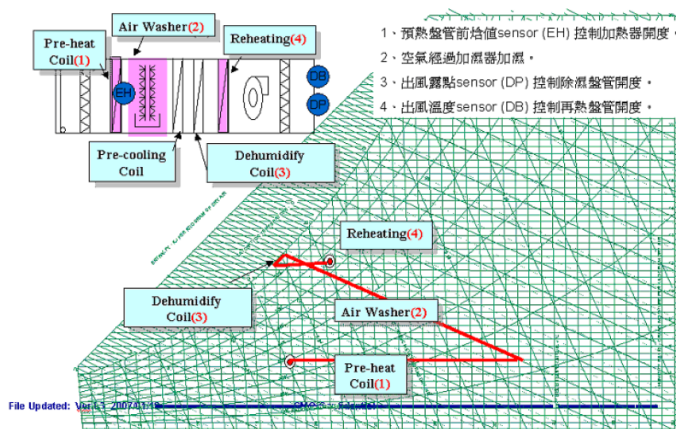 Air Washer(2)
Pre-heat
Coil(1)
Reheating(4)
EH
DB
DP
Pre-cooling
Coil
Dehumidify
Coil(3)
1、預熱盤管前焓值sensor (EH) 控制加熱器開度。
2、空氣經過加濕器加濕。
3、出風露點sensor (DP) 控制除濕盤管開度。
4、出風溫度sensor (DB) 控制再熱盤管開度。
Reheating(4)
Dehumidify
Coil(3)
Air Washer(2)
Pre-heat
Coil(1)
File Updated: